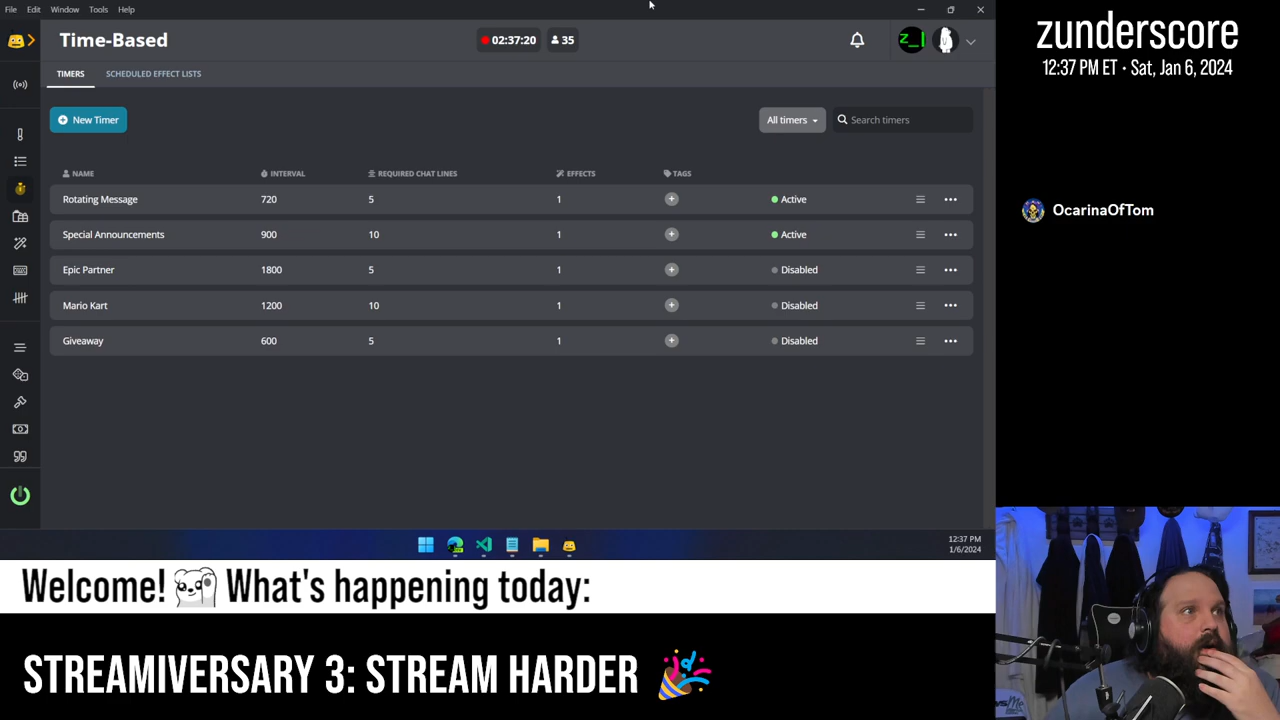 File Edit Window Tools Help
Time-Based
02:37:20
35
z_|
TIMERS
SCHEDULED EFFECT LISTS
New Timer
All timers
Search timers
NAME INTERVAL REQUIRED CHAT LINES EFFECTS TAGS
Rotating Message 720 5 1 Active
Special Announcements 900 10 1 Active
Epic Partner 1800 5 1 Disabled
Mario Kart 1200 10 1 Disabled
Giveaway 600 5 1 Disabled
12:37 PM
1/6/2024
Welcome! What's happening today:
STREAMIVERSARY 3: STREAM HARDER
zunderscore
12:37 PM ET • Sat, Jan 6, 2024
OcarinaOfTom